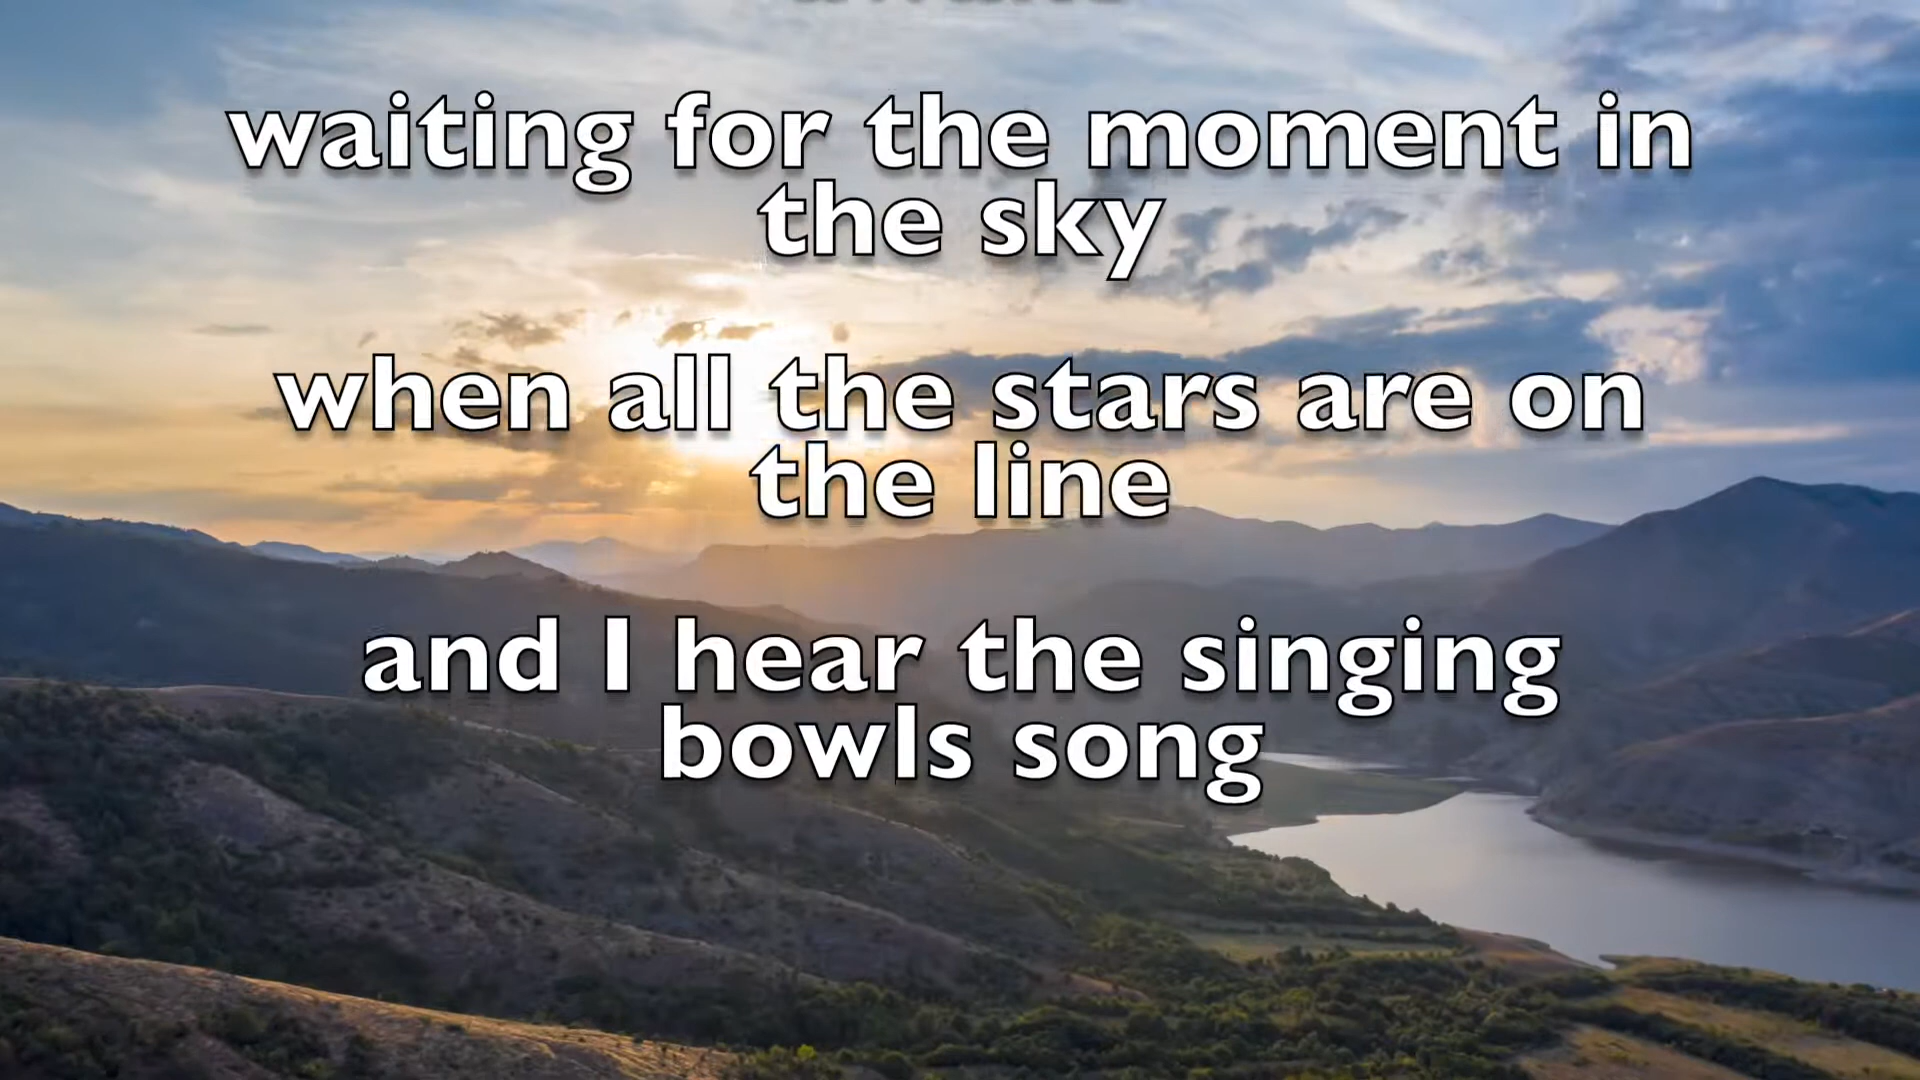 waiting for the moment in
the sky
when all the stars are on
the line
and I hear the singing
bowls song